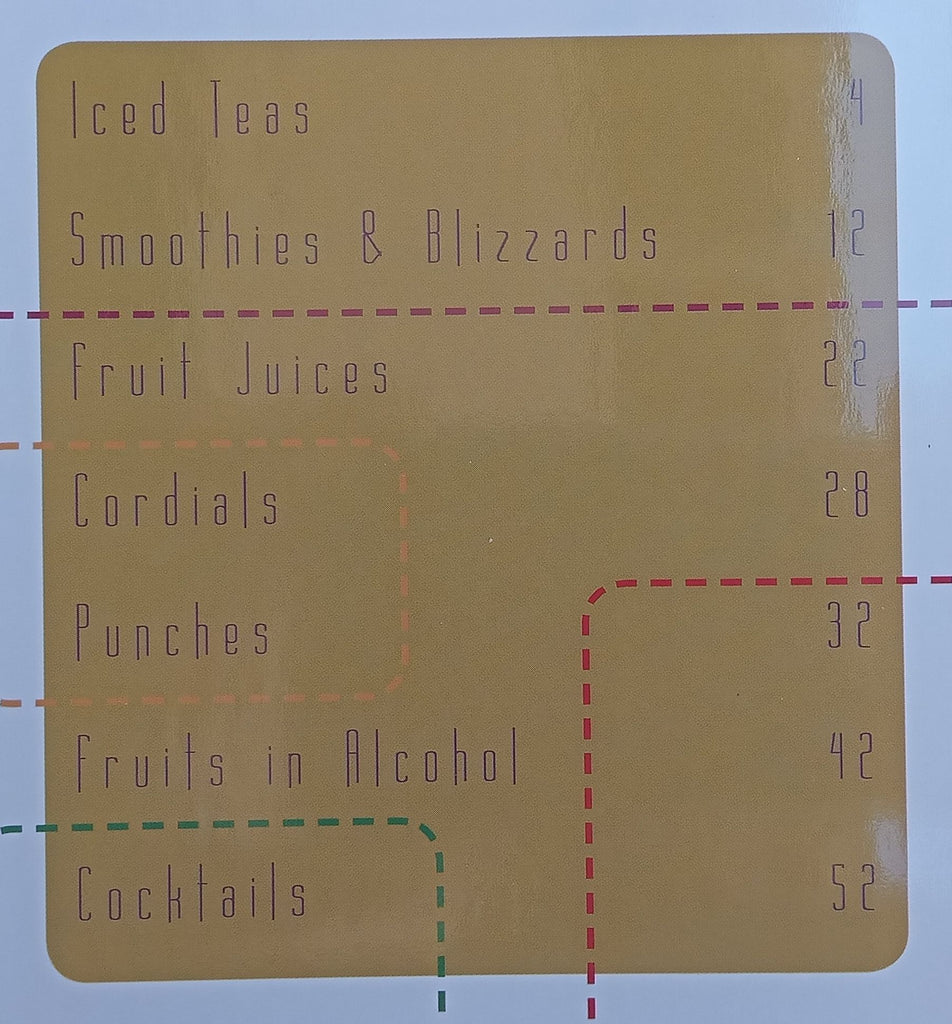 Iced Teas 4
Smoothies & Blizzards 12
Fruit Juices 22
Cordials 28
Punches 32
Fruits in Alcohol 42
Cocktails 52